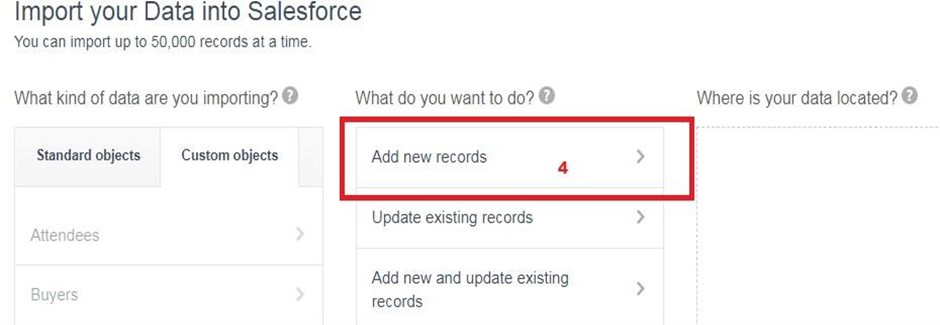 Import your Data into Salesforce
You can import up to 50,000 records at a time.
What kind of data are you importing? ?
What do you want to do? ?
Where is your data located? ?
Standard objects
Custom objects
Attendees
Buyers
Add new records
4
Update existing records
Add new and update existing
records